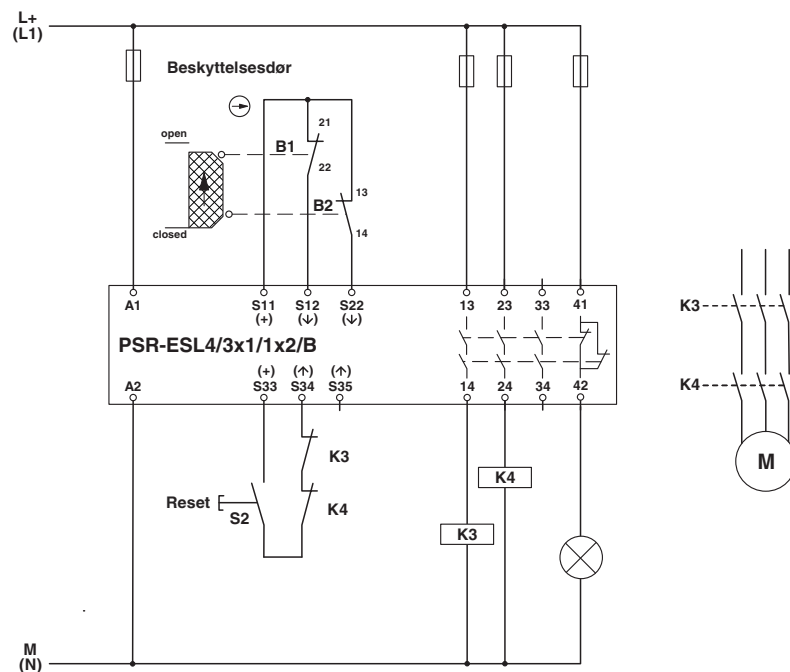 L+
(L1)
Beskyttelsesdør
open
closed
B1
21
22
B2
13
14
A1
S11
(+)
S12
(↓)
S22
(↓)
13
23
33
41
PSR-ESL4/3x1/1x2/B
A2
(+)
S33
(↑)
S34
(↑)
S35
14
24
34
42
K3
K4
Reset
S2
K4
K3
K3
K4
M
M
(N)